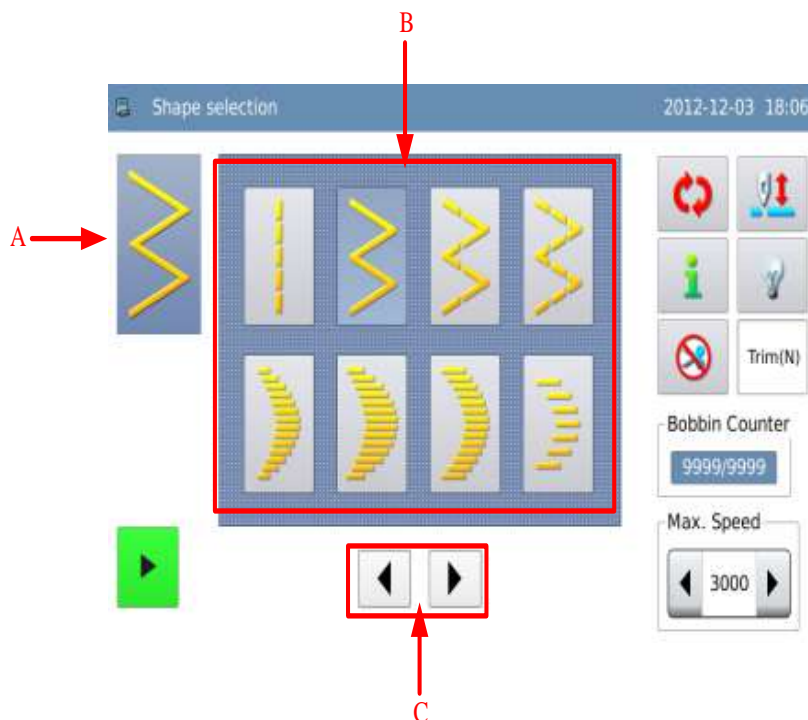 B
Shape selection
2012-12-03 18:06
A
Trim(N)
Bobbin Counter
9999/9999
Max. Speed
3000
C